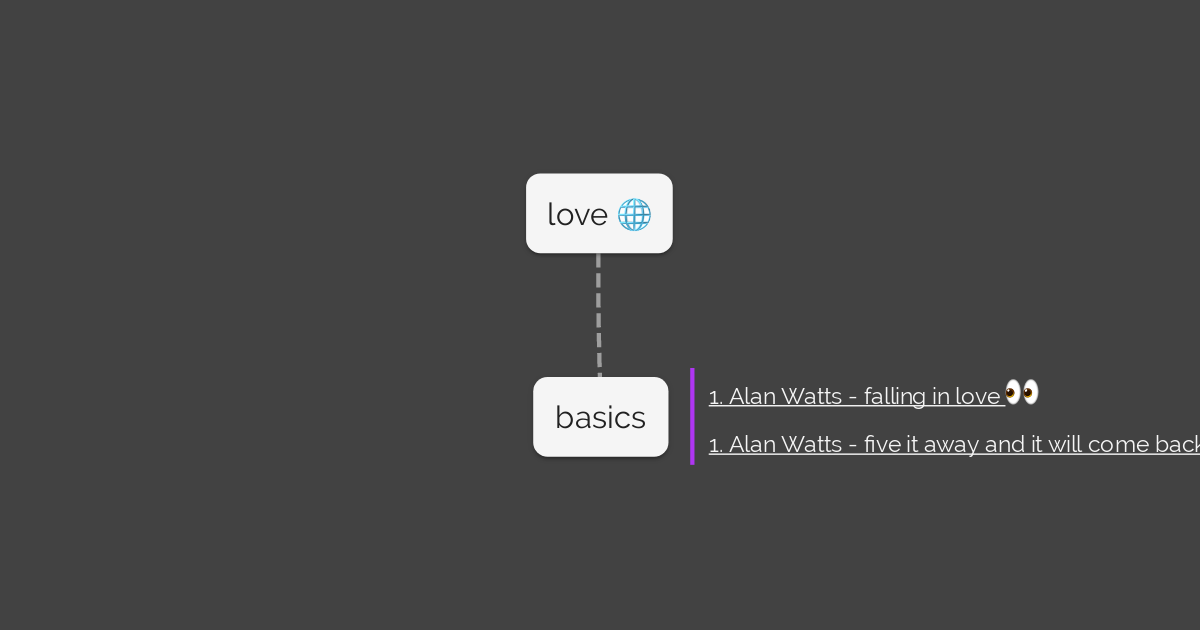 love 🌐
basics
1. Alan Watts - falling in love 👀
1. Alan Watts - five it away and it will come back